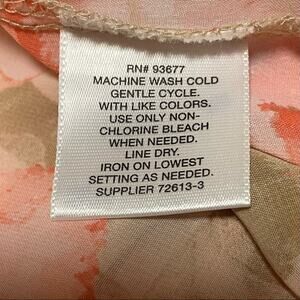 RN# 93677
MACHINE WASH COLD
GENTLE CYCLE.
WITH LIKE COLORS.
USE ONLY NON-
CHLORINE BLEACH
WHEN NEEDED.
LINE DRY.
IRON ON LOWEST
SETTING AS NEEDED.
SUPPLIER 72613-3